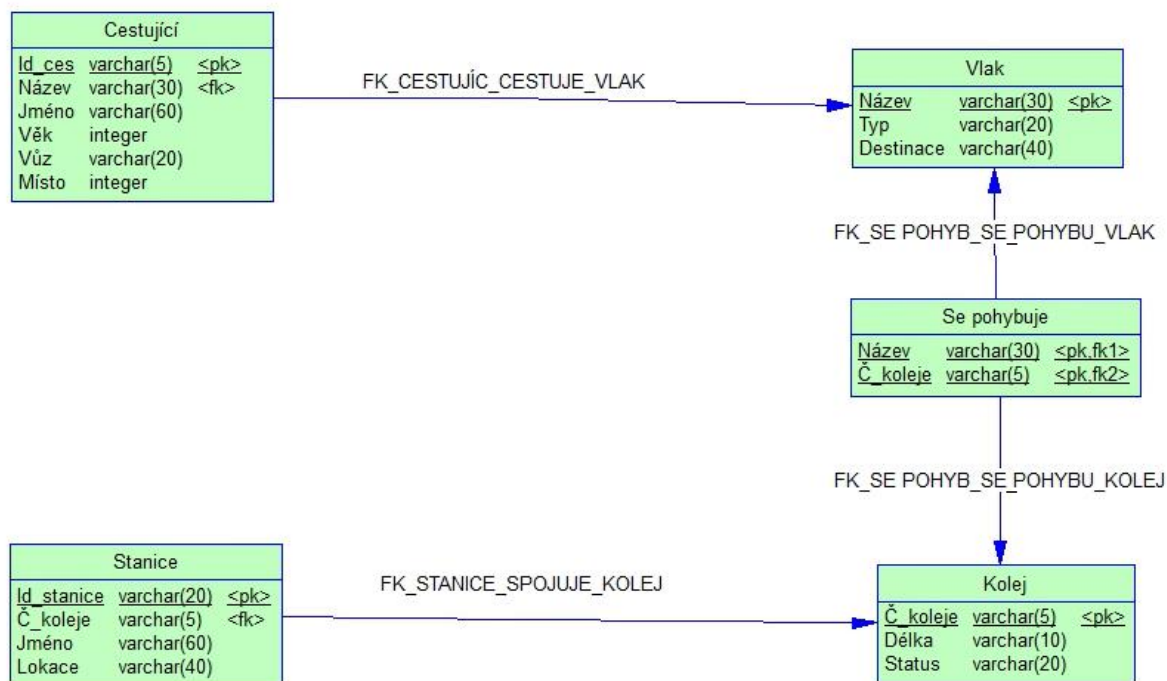 Cestující
Id_ces varchar(5) <pk>
Název varchar(30) <fk>
Jméno varchar(60)
Věk integer
Vůz varchar(20)
Místo integer
FK_CESTUJÍC_CESTUJE_VLAK
Vlak
Název varchar(30) <pk>
Typ varchar(20)
Destinace varchar(40)
FK_SE POHYB_SE_POHYBU_VLAK
Se pohybuje
Název varchar(30) <pk,fk1>
Č_koleje varchar(5) <pk,fk2>
FK_SE POHYB_SE_POHYBU_KOLEJ
Stanice
Id_stanice varchar(20) <pk>
Č_koleje varchar(5) <fk>
Jméno varchar(60)
Lokace varchar(40)
FK_STANICE_SPOJUJE_KOLEJ
Kolej
Č_koleje varchar(5) <pk>
Délka varchar(10)
Status varchar(20)